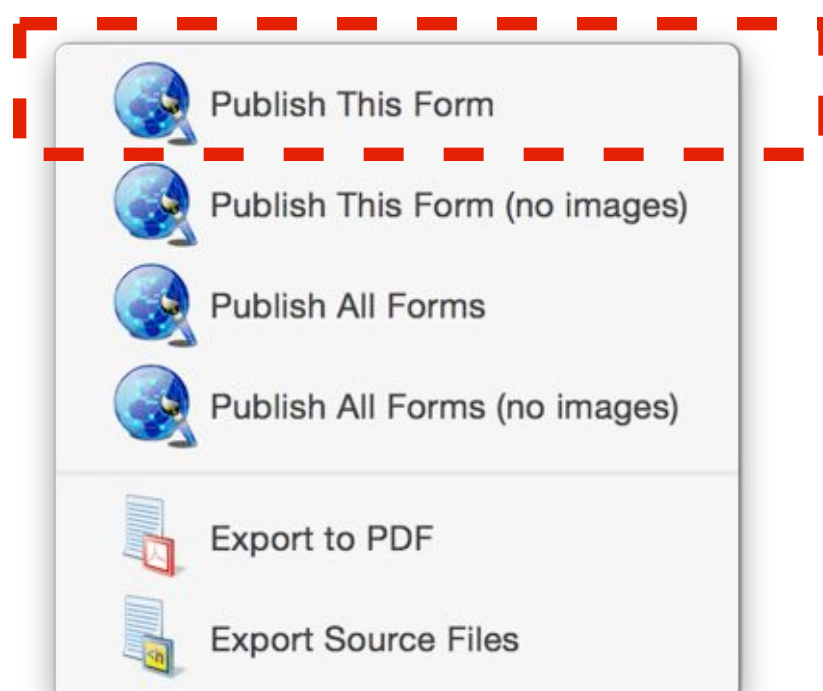 Publish This Form
Publish This Form (no images)
Publish All Forms
Publish All Forms (no images)
Export to PDF
Export Source Files